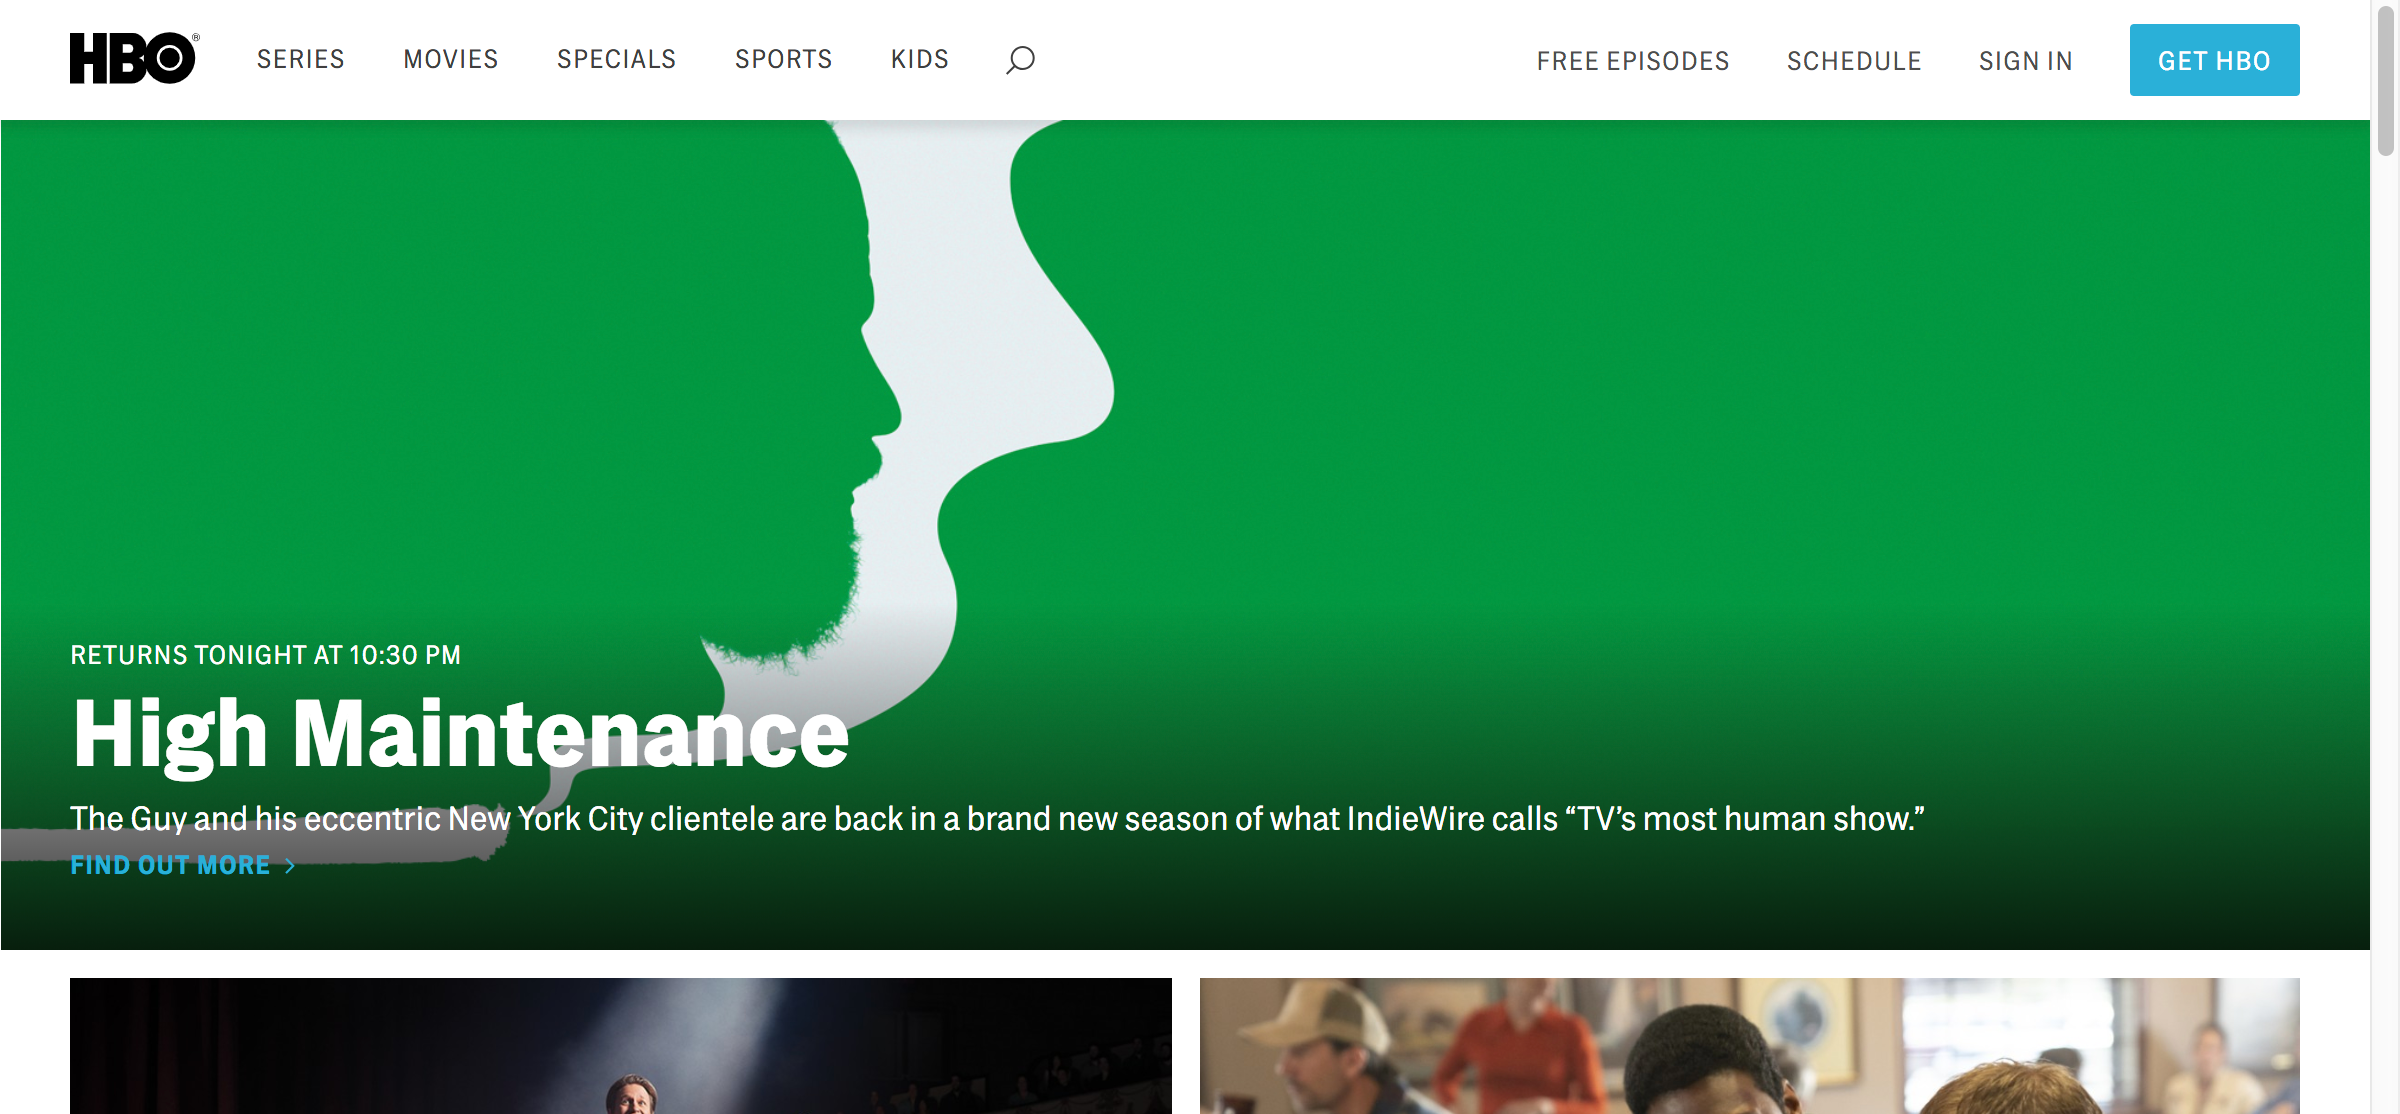 HBO®
SERIES MOVIES SPECIALS SPORTS KIDS
FREE EPISODES SCHEDULE SIGN IN GET HBO
RETURNS TONIGHT AT 10:30 PM
High Maintenance
The Guy and his eccentric New York City clientele are back in a brand new season of what IndieWire calls “TV’s most human show.”
FIND OUT MORE >